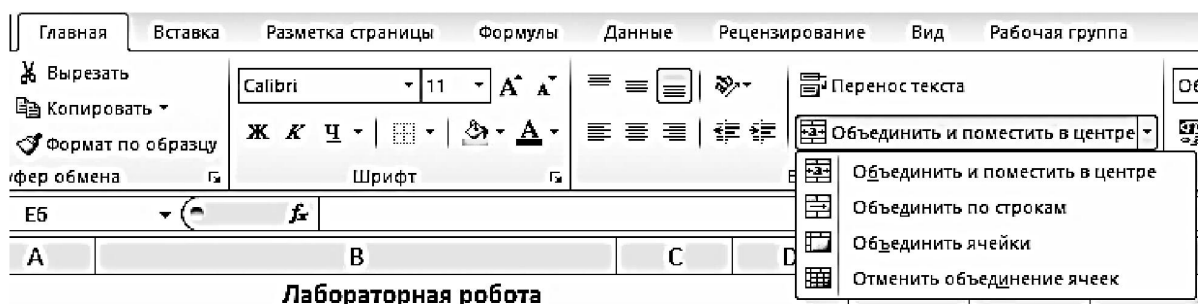 Главная Вставка Разметка страницы Формулы Данные Рецензирование Вид Рабочая группа
Вырезать
Копировать
Формат по образцу
Calibri 11
Ж К Ч
A
Перенос текста
Объединить и поместить в центре
фер обмена
Шрифт
Объединить и поместить в центре
Объединить по строкам
Объединить ячейки
Отменить объединение ячеек
E6 fx
A B C D
Лабораторная робота